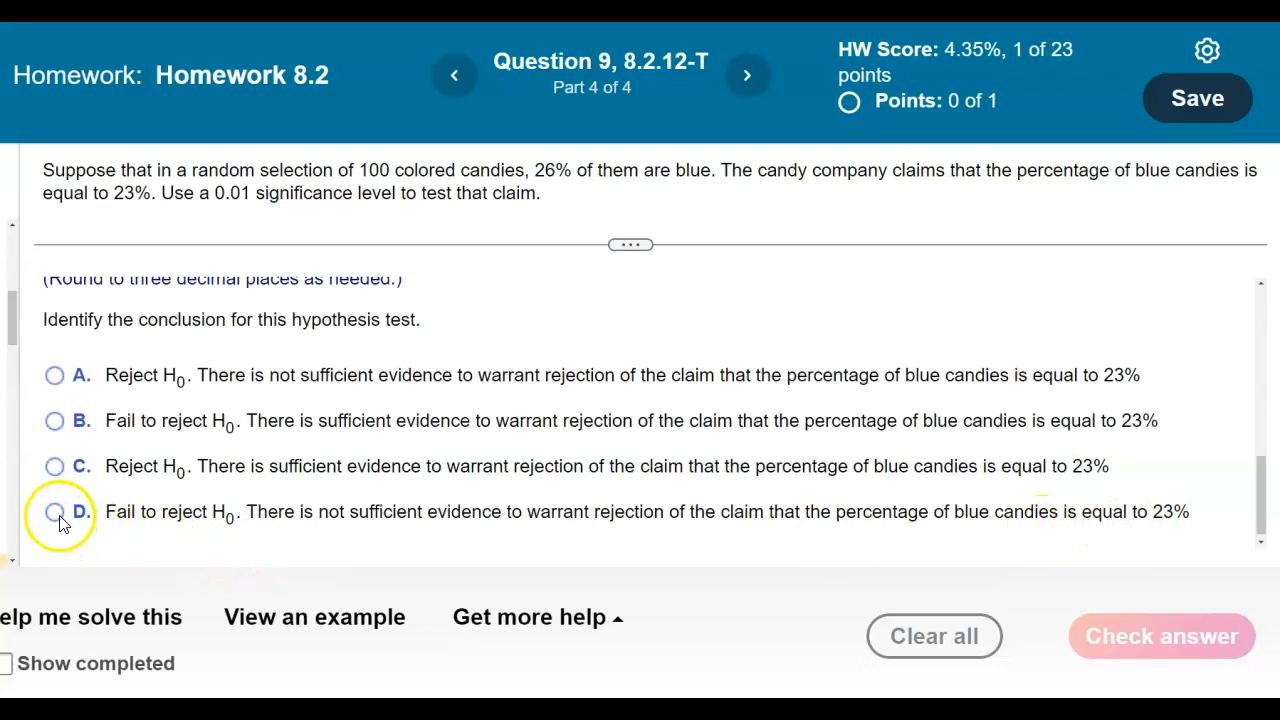 Homework: Homework 8.2
Question 9, 8.2.12-T
Part 4 of 4
HW Score: 4.35%, 1 of 23
points
Points: 0 of 1
Save
Suppose that in a random selection of 100 colored candies, 26% of them are blue. The candy company claims that the percentage of blue candies is
equal to 23%. Use a 0.01 significance level to test that claim.
(Round to three decimal places as needed.)
Identify the conclusion for this hypothesis test.
A. Reject H0. There is not sufficient evidence to warrant rejection of the claim that the percentage of blue candies is equal to 23%
B. Fail to reject H0. There is sufficient evidence to warrant rejection of the claim that the percentage of blue candies is equal to 23%
C. Reject H0. There is sufficient evidence to warrant rejection of the claim that the percentage of blue candies is equal to 23%
D. Fail to reject H0. There is not sufficient evidence to warrant rejection of the claim that the percentage of blue candies is equal to 23%
elp me solve this
View an example
Get more help
Clear all
Check answer
Show completed